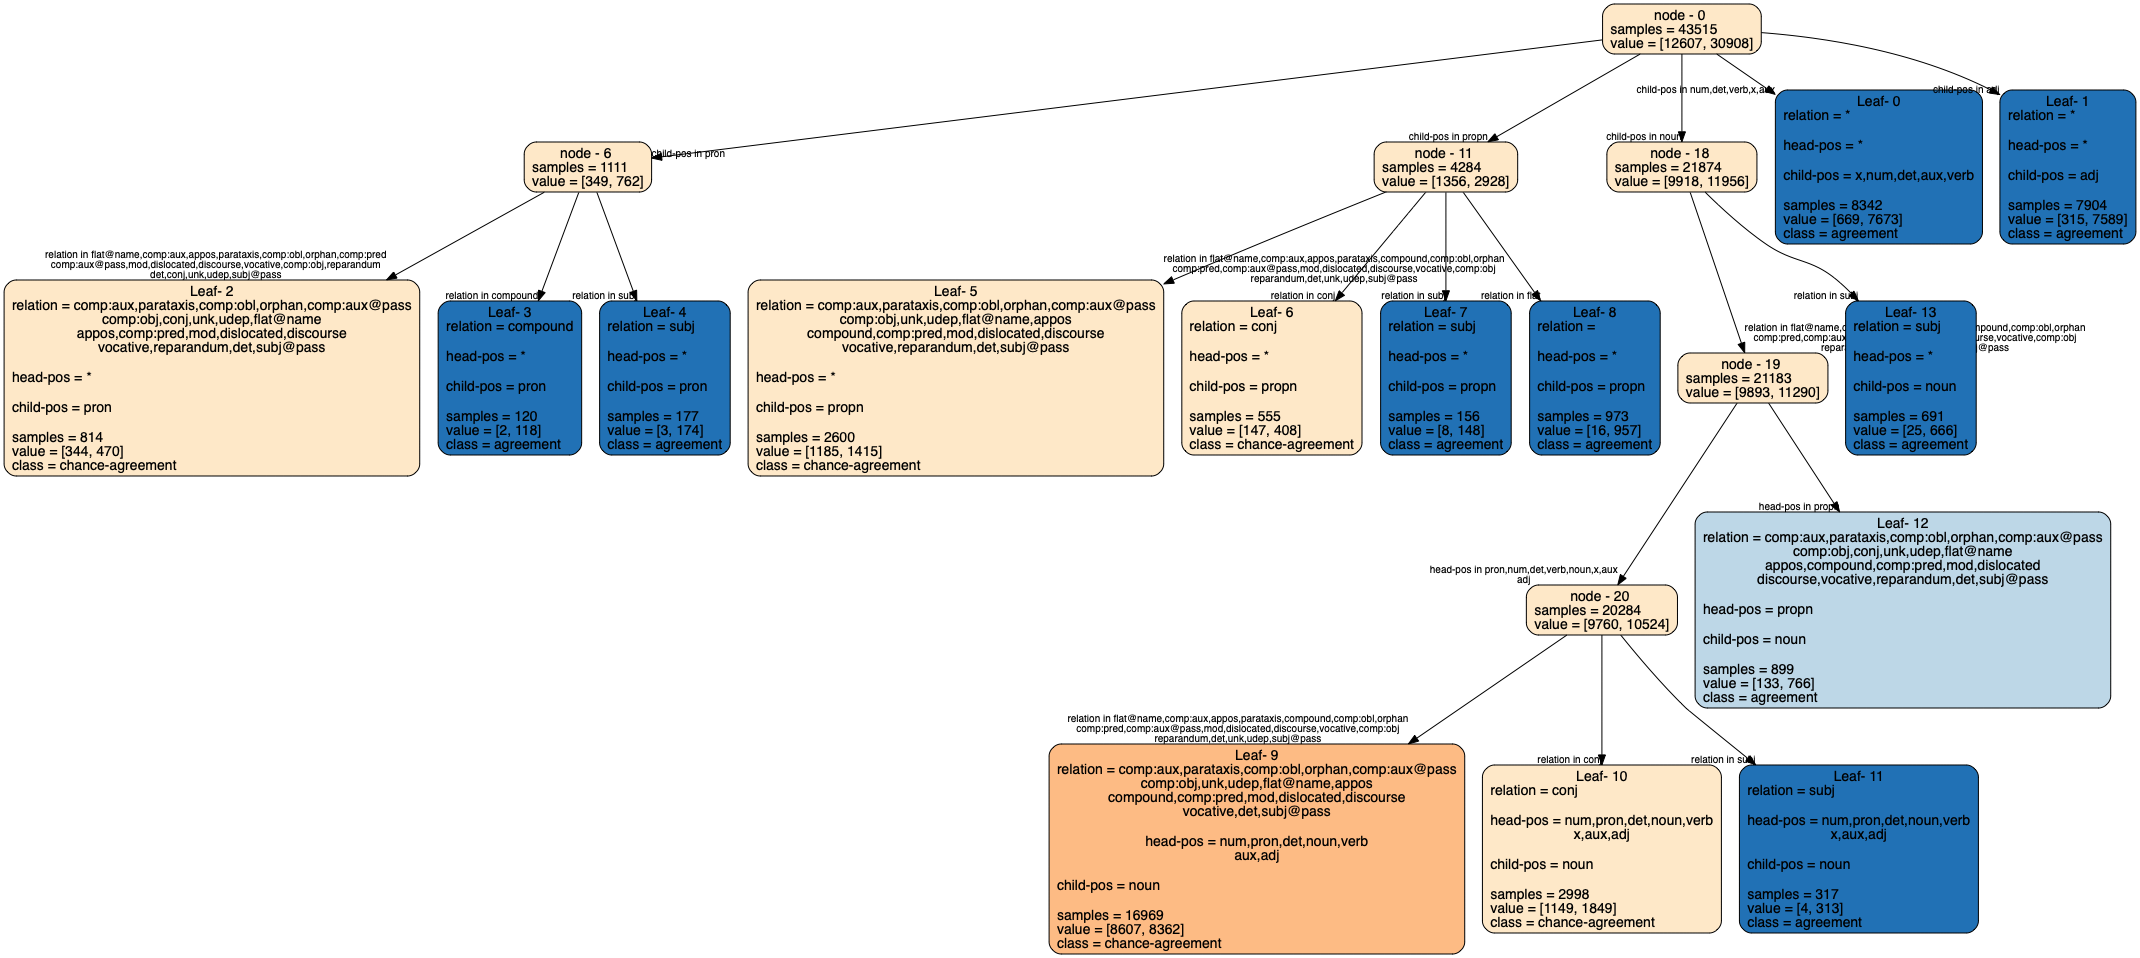 node - 0
samples = 43515
value = [12607, 30908]
child-pos in pron
child-pos in propn
child-pos in noun
child-pos in num,det,verb,x,aux
child-pos in adj
Leaf- 0
relation = *
head-pos = *
child-pos = x,num,det,aux,verb
samples = 8342
value = [669, 7673]
class = agreement
Leaf- 1
relation = *
head-pos = *
child-pos = adj
samples = 7904
value = [315, 7589]
class = agreement
node - 6
samples = 1111
value = [349, 762]
node - 11
samples = 4284
value = [1356, 2928]
node - 18
samples = 21874
value = [9918, 11956]
relation in flat@name,comp:aux,appos,parataxis,comp:obl,orphan,comp:pred
comp:aux@pass,mod,dislocated,discourse,vocative,comp:obj,reparandum
det,conj,unk,udep,subj@pass
relation in compound
relation in subj
Leaf- 2
relation = comp:aux,parataxis,comp:obl,orphan,comp:aux@pass
comp:obj,conj,unk,udep,flat@name
appos,comp:pred,mod,dislocated,discourse
vocative,reparandum,det,subj@pass
head-pos = *
child-pos = pron
samples = 814
value = [344, 470]
class = chance-agreement
Leaf- 3
relation = compound
head-pos = *
child-pos = pron
samples = 120
value = [2, 118]
class = agreement
Leaf- 4
relation = subj
head-pos = *
child-pos = pron
samples = 177
value = [3, 174]
class = agreement
relation in flat@name,comp:aux,appos,parataxis,compound,comp:obl,orphan
comp:pred,comp:aux@pass,mod,dislocated,discourse,vocative,comp:obj
reparandum,det,unk,udep,subj@pass
relation in conj
relation in subj
relation in flat
Leaf- 5
relation = comp:aux,parataxis,comp:obl,orphan,comp:aux@pass
comp:obj,unk,udep,flat@name,appos
compound,comp:pred,mod,dislocated,discourse
vocative,reparandum,det,subj@pass
head-pos = *
child-pos = propn
samples = 2600
value = [1185, 1415]
class = chance-agreement
Leaf- 6
relation = conj
head-pos = *
child-pos = propn
samples = 555
value = [147, 408]
class = chance-agreement
Leaf- 7
relation = subj
head-pos = *
child-pos = propn
samples = 156
value = [8, 148]
class = agreement
Leaf- 8
relation =
head-pos = *
child-pos = propn
samples = 973
value = [16, 957]
class = agreement
relation in subj
Leaf- 13
relation = subj
head-pos = *
child-pos = noun
samples = 691
value = [25, 666]
class = agreement
relation in flat@name, compound,comp:obl,orphan
comp:pred,comp:aux vocative,comp:obj
node - 19
samples = 21183
value = [9893, 11290]
head-pos in pron,num,det,verb,noun,x,aux
adj
head-pos in propn
Leaf- 12
relation = comp:aux,parataxis,comp:obl,orphan,comp:aux@pass
comp:obj,conj,unk,udep,flat@name
appos,compound,comp:pred,mod,dislocated
discourse,vocative,reparandum,det,subj@pass
head-pos = propn
child-pos = noun
samples = 899
value = [133, 766]
class = agreement
node - 20
samples = 20284
value = [9760, 10524]
relation in flat@name,comp:aux,appos,parataxis,compound,comp:obl,orphan
comp:pred,comp:aux@pass,mod,dislocated,discourse,vocative,comp:obj
reparandum,det,unk,udep,subj@pass
relation in conj
relation in subj
Leaf- 9
relation = comp:aux,parataxis,comp:obl,orphan,comp:aux@pass
comp:obj,unk,udep,flat@name,appos
compound,comp:pred,mod,dislocated,discourse
vocative,det,subj@pass
head-pos = num,pron,det,noun,verb
aux,adj
child-pos = noun
samples = 16969
value = [8607, 8362]
class = chance-agreement
Leaf- 10
relation = conj
head-pos = num,pron,det,noun,verb
x,aux,adj
child-pos = noun
samples = 2998
value = [1149, 1849]
class = chance-agreement
Leaf- 11
relation = subj
head-pos = num,pron,det,noun,verb
x,aux,adj
child-pos = noun
samples = 317
value = [4, 313]
class = agreement